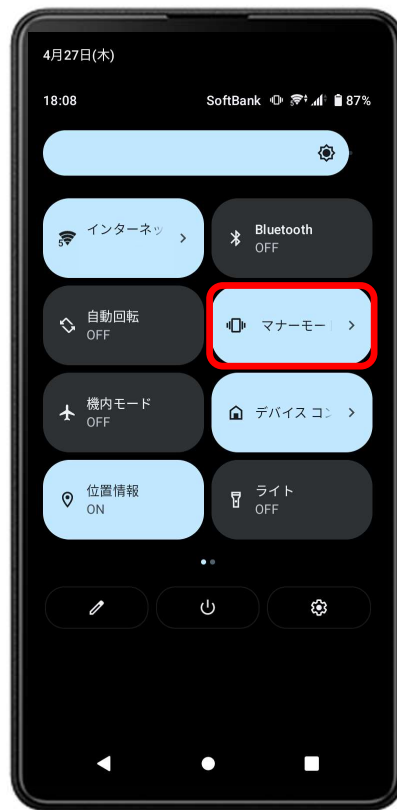 4月27日(木)
18:08 SoftBank 87%
インターネッ
Bluetooth
OFF
自動回転
OFF
マナーモー
機内モード
OFF
デバイス コン
位置情報
ON
ライト
OFF